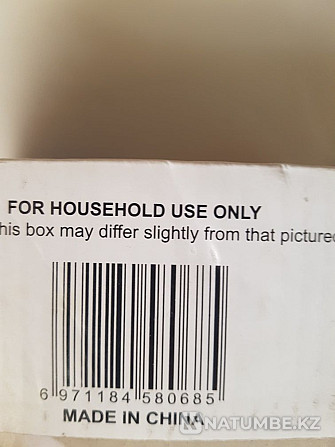 FOR HOUSEHOLD USE ONLY
his box may differ slightly from that pictured
6 971184 580685
MADE IN CHINA
NATUMBE.KZ